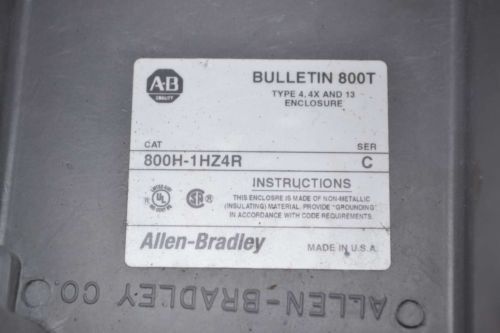 A-B
QUALITY
BULLETIN 800T
TYPE 4, 4X AND 13
ENCLOSURE
CAT SER
800H-1HZ4R C
INSTRUCTIONS
THIS ENCLOSRE IS MADE OF NON-METALLIC
(INSULATING) MATERIAL. PROVIDE "GROUNDING"
IN ACCORDANCE WITH CODE REQUIREMENTS.
Allen-Bradley
MADE IN U.S.A.
ALLEN-BRADLEY CO.